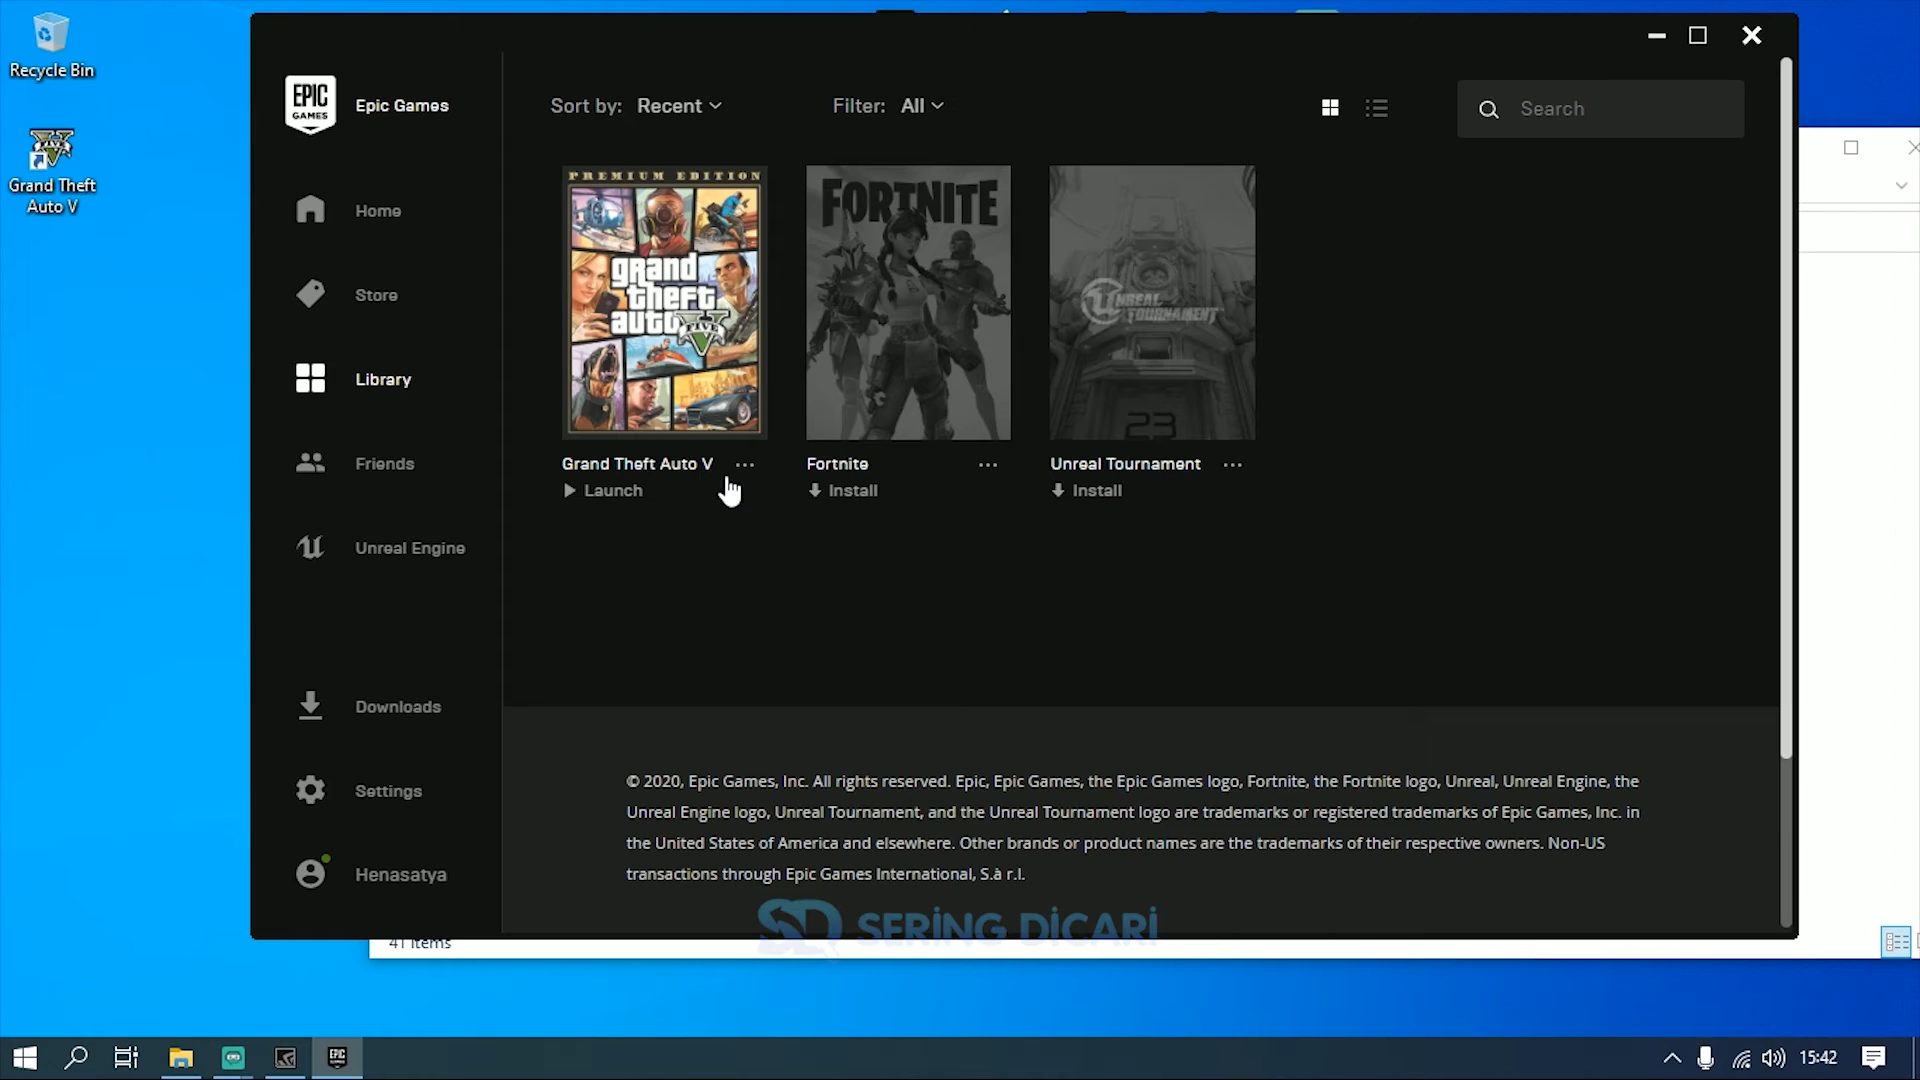 Recycle Bin
Grand Theft
Auto V
EPIC
GAMES
Epic Games
Home
Store
Library
Friends
Unreal Engine
Downloads
Settings
Henasatya
Sort by: Recent
Filter: All
Search
PREMIUM EDITION
grand
theft
auto
FIVE
V
FORTNITE
UNREAL
TOURNAMENT
23
Grand Theft Auto V ...
Launch
Fortnite ...
Install
Unreal Tournament ...
Install
© 2020, Epic Games, Inc. All rights reserved. Epic, Epic Games, the Epic Games logo, Fortnite, the Fortnite logo, Unreal, Unreal Engine, the
Unreal Engine logo, Unreal Tournament, and the Unreal Tournament logo are trademarks or registered trademarks of Epic Games, Inc. in
the United States of America and elsewhere. Other brands or product names are the trademarks of their respective owners. Non-US
transactions through Epic Games International, S.à r.l.
SD SERING DICARI
41 items
EPIC
GAMES
15:42